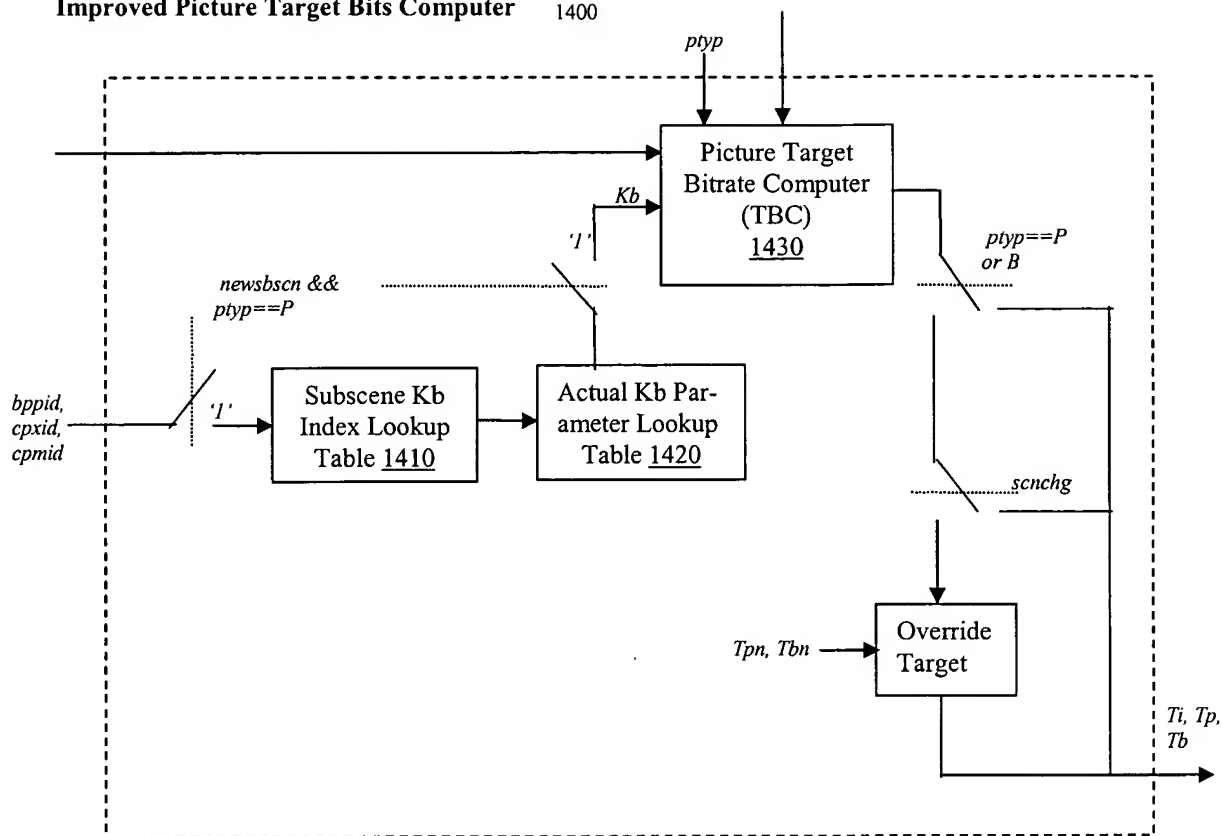 Improved Picture Target Bits Computer 1400
ptyp
Picture Target
Bitrate Computer
(TBC)
1430
Kb
'1'
ptyp==P
or B
newsbscn &&
ptyp==P
bppid,
cpxid,
cpmid
'1'
Subscene Kb
Index Lookup
Table 1410
Actual Kb Par-
ameter Lookup
Table 1420
scnchg
Override
Target
Tpn, Tbn
Ti, Tp,
Tb